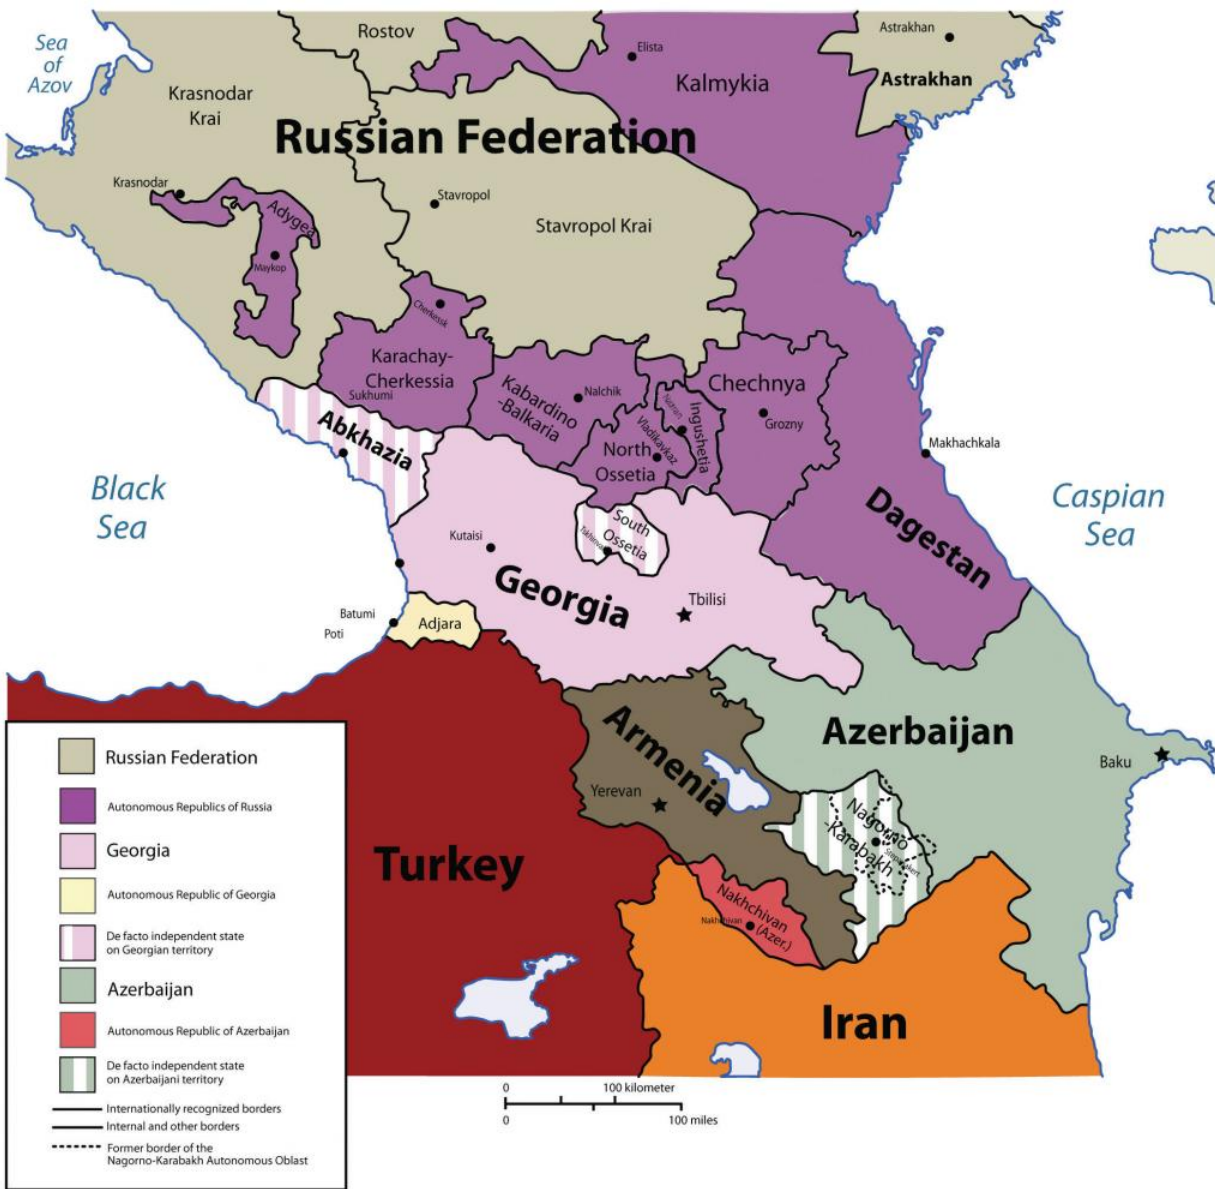 Sea
of
Azov
Rostov
Elista
Astrakhan
Astrakhan
Kalmykia
Krasnodar
Krai
Russian Federation
Krasnodar
Stavropol
Adygea
Stavropol Krai
Maykop
Cherkessk
Karachay-
Cherkessia
Sukhumi
Kabardino
-Balkaria
Nalchik
Chechnya
Grozny
Nazran
Ingushetia
Vladikavkaz
North
Ossetia
Makhachkala
Abkhazia
Black
Sea
Caspian
Sea
Dagestan
South
Ossetia
Tskhinvali
Kutaisi
Georgia
Tbilisi
Batumi
Poti
Adjara
Armenia
Azerbaijan
Baku
Yerevan
Nagorno
-Karabakh
Stepanakert
Turkey
Nakhchivan
(Azer.)
Nakhchivan
Iran
Russian Federation
Autonomous Republics of Russia
Georgia
Autonomous Republic of Georgia
De facto independent state
on Georgian territory
Azerbaijan
Autonomous Republic of Azerbaijan
De facto independent state
on Azerbaijani territory
Internationally recognized borders
Internal and other borders
Former border of the
Nagorno-Karabakh Autonomous Oblast
0 100 kilometer
0 100 miles